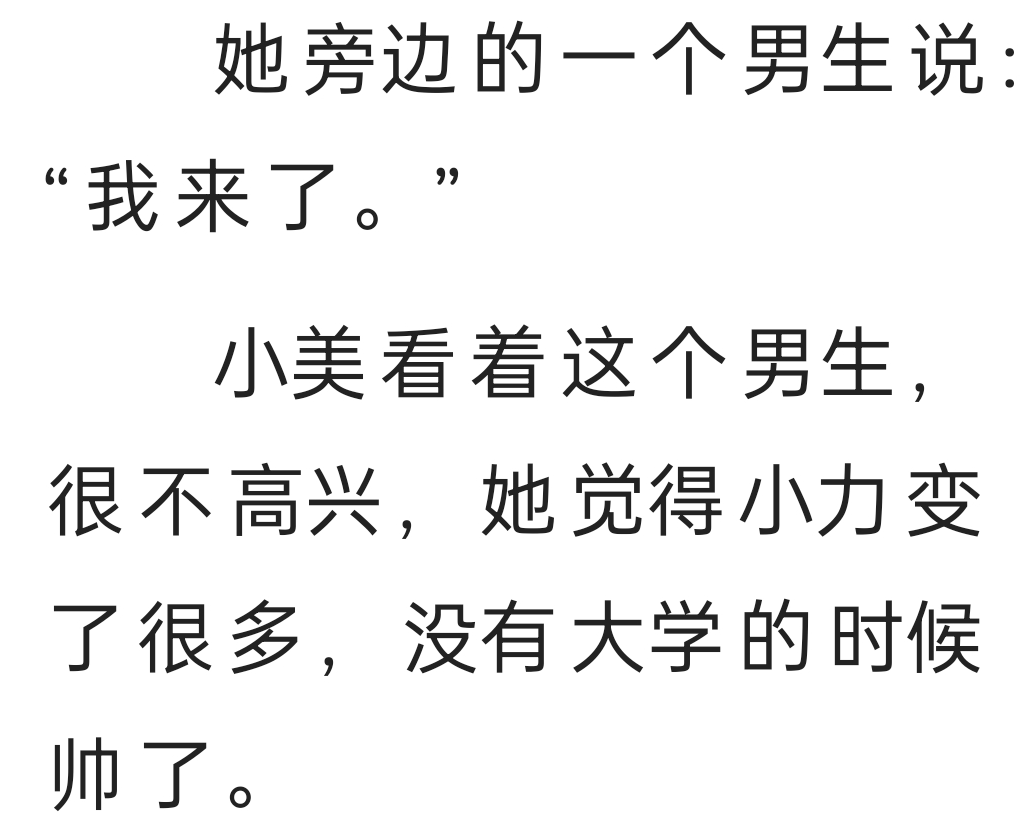 她旁边的一个男生说：
“我来了。”
小美看着这个男生，
很不高兴，她觉得小力变
了很多，没有大学的时候
帅了。